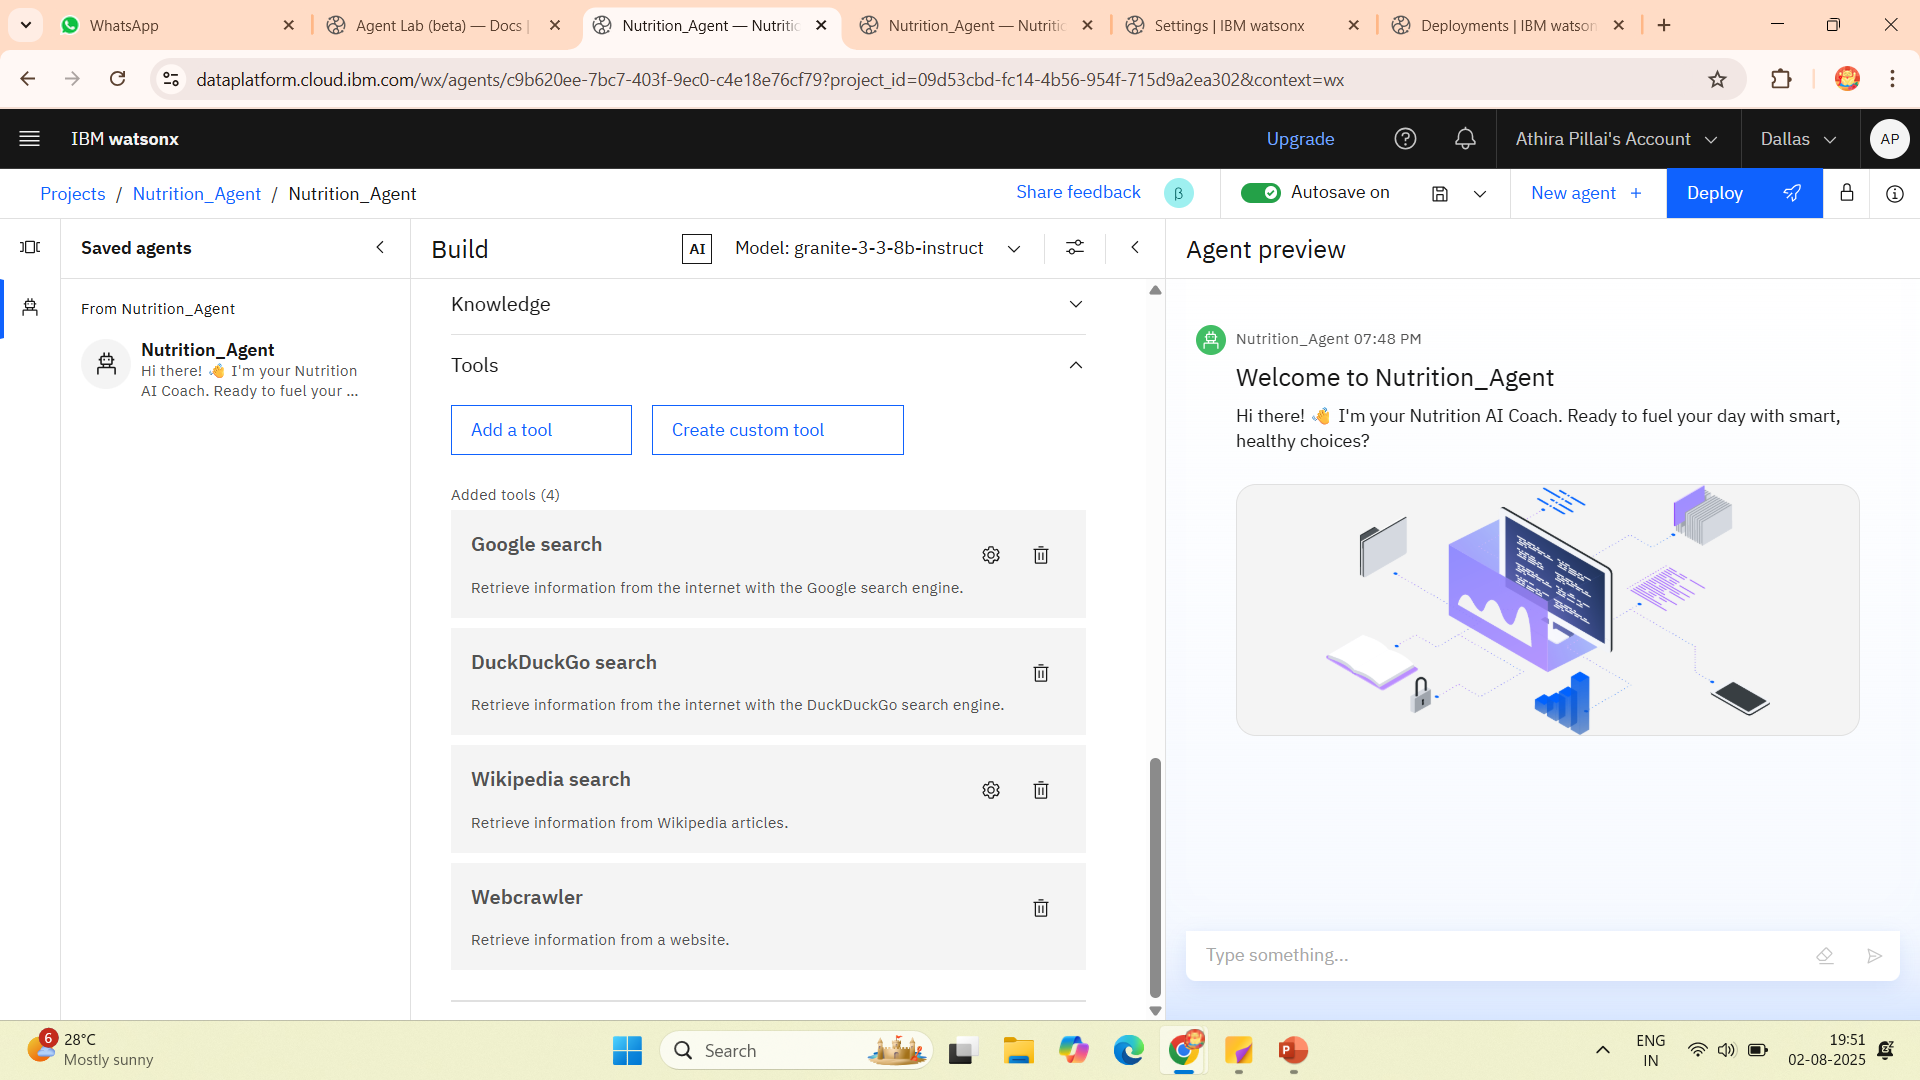 WhatsApp
Agent Lab (beta) — Docs |
Nutrition_Agent — Nutritic
Nutrition_Agent — Nutritic
Settings | IBM watsonx
Deployments | IBM watson
dataplatform.cloud.ibm.com/wx/agents/c9b620ee-7bc7-403f-9ec0-c4e18e76cf79?project_id=09d53cbd-fc14-4b56-954f-715d9a2ea302&context=wx
IBM watsonx
Upgrade
Athira Pillai's Account
Dallas
AP
Projects / Nutrition_Agent / Nutrition_Agent
Share feedback
β
Autosave on
New agent +
Deploy
Saved agents
From Nutrition_Agent
Nutrition_Agent
Hi there! 👋 I'm your Nutrition
AI Coach. Ready to fuel your ...
Build
AI
Model: granite-3-3-8b-instruct
Knowledge
Tools
Add a tool
Create custom tool
Added tools (4)
Google search
Retrieve information from the internet with the Google search engine.
DuckDuckGo search
Retrieve information from the internet with the DuckDuckGo search engine.
Wikipedia search
Retrieve information from Wikipedia articles.
Webcrawler
Retrieve information from a website.
Agent preview
Nutrition_Agent 07:48 PM
Welcome to Nutrition_Agent
Hi there! 👋 I'm your Nutrition AI Coach. Ready to fuel your day with smart,
healthy choices?
Type something...
6
28°C
Mostly sunny
Search
ENG
IN
19:51
02-08-2025